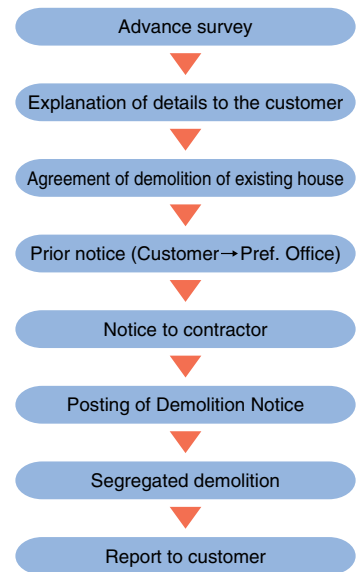 Advance survey
Explanation of details to the customer
Agreement of demolition of existing house
Prior notice (Customer→Pref. Office)
Notice to contractor
Posting of Demolition Notice
Segregated demolition
Report to customer